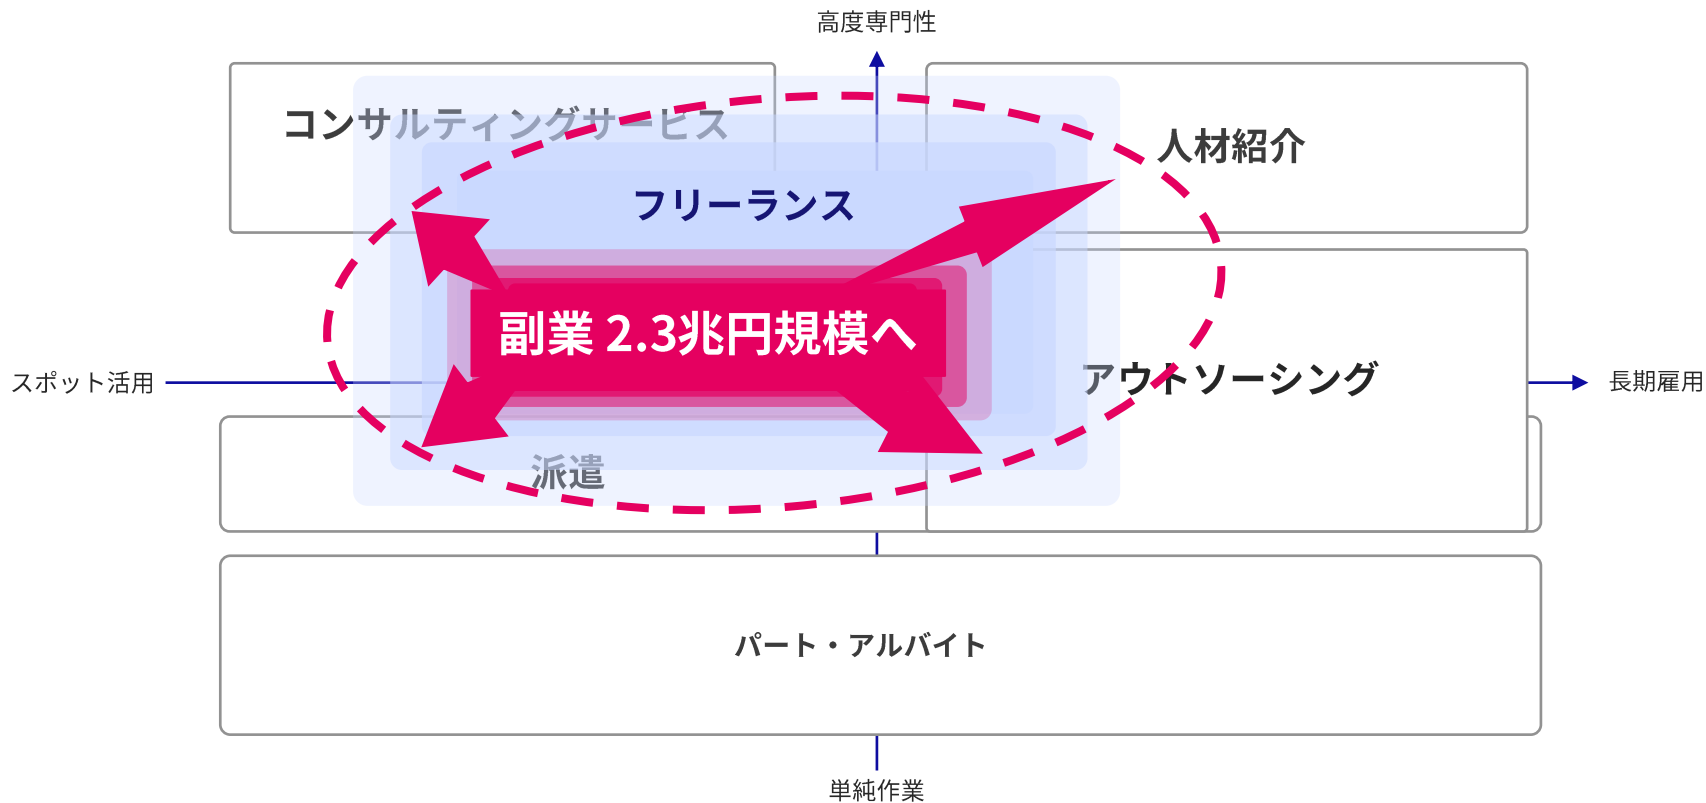 高度専門性
コンサルティングサービス
人材紹介
フリーランス
副業 2.3兆円規模へ
スポット活用
アウトソーシング
長期雇用
派遣
パート・アルバイト
単純作業